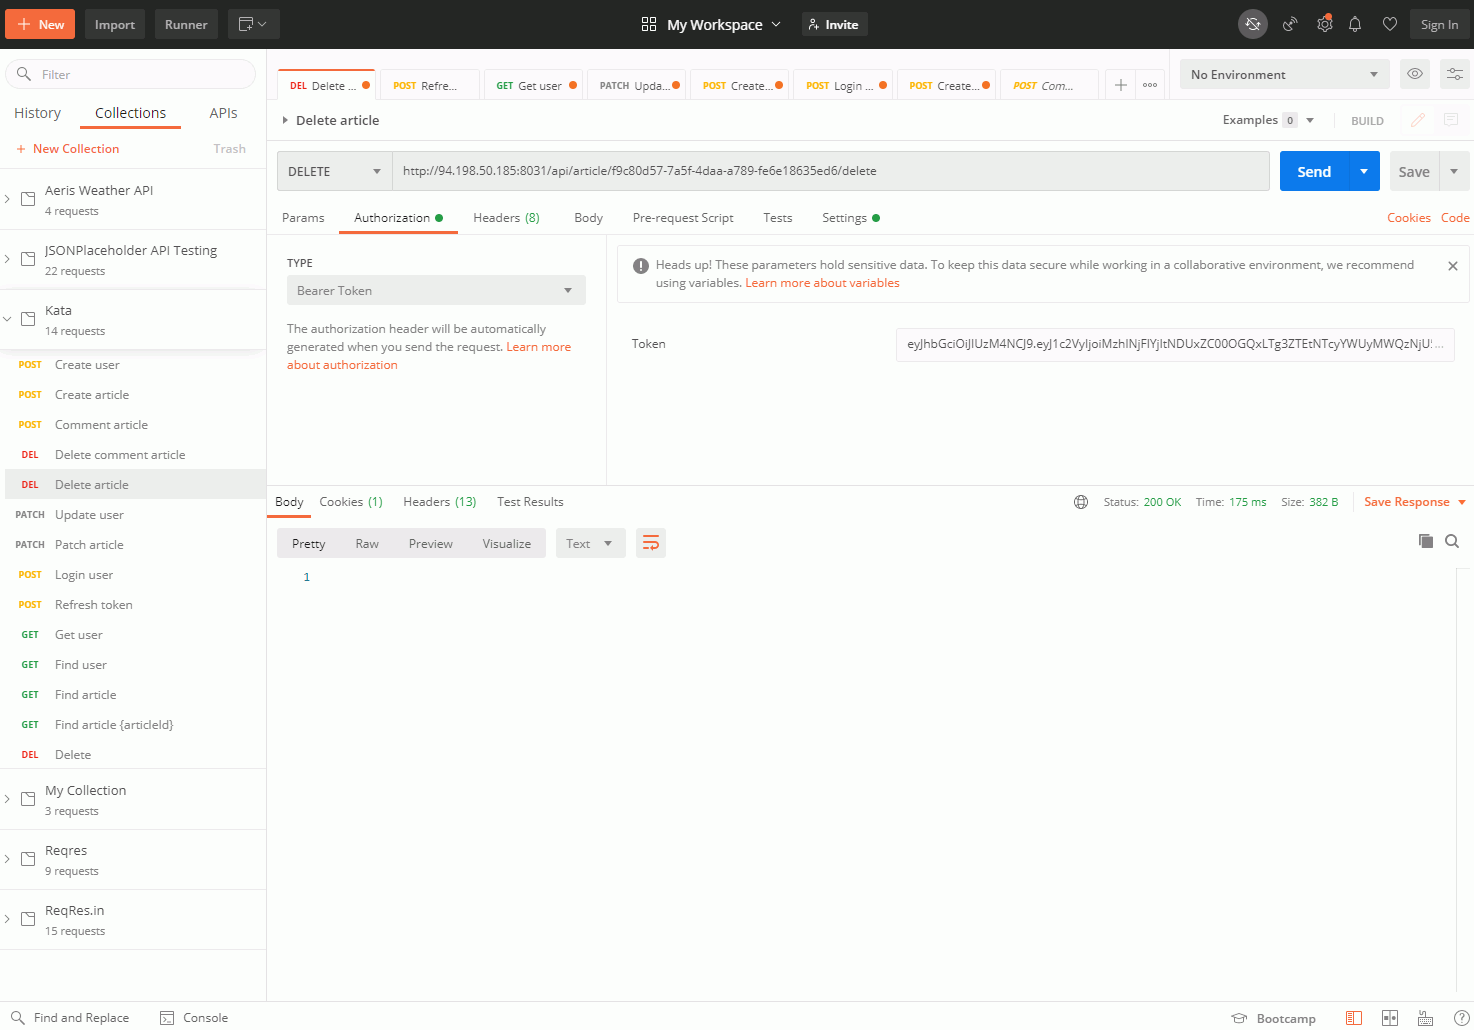 New
Import
Runner
My Workspace
Invite
Sign In
Filter
History
Collections
APIs
New Collection
Trash
Aeris Weather API
4 requests
JSONPlaceholder API Testing
22 requests
Kata
14 requests
POST Create user
POST Create article
POST Comment article
DEL Delete comment article
DEL Delete article
PATCH Update user
PATCH Patch article
POST Login user
POST Refresh token
GET Get user
GET Find user
GET Find article
GET Find article {articleId}
DEL Delete
My Collection
3 requests
Reqres
9 requests
ReqRes.in
15 requests
DEL Delete ...
POST Refre...
GET Get user
PATCH Upda...
POST Create...
POST Login ...
POST Create...
POST Com...
No Environment
Delete article
Examples 0
BUILD
DELETE
http://94.198.50.185:8031/api/article/f9c80d57-7a5f-4daa-a789-fe6e18635ed6/delete
Send
Save
Params
Authorization
Headers (8)
Body
Pre-request Script
Tests
Settings
Cookies
Code
TYPE
Bearer Token
The authorization header will be automatically
generated when you send the request. Learn more
about authorization
Heads up! These parameters hold sensitive data. To keep this data secure while working in a collaborative environment, we recommend
using variables. Learn more about variables
Token
Body
Cookies (1)
Headers (13)
Test Results
Status: 200 OK
Time: 175 ms
Size: 382 B
Save Response
Pretty
Raw
Preview
Visualize
Text
1
Find and Replace
Console
Bootcamp